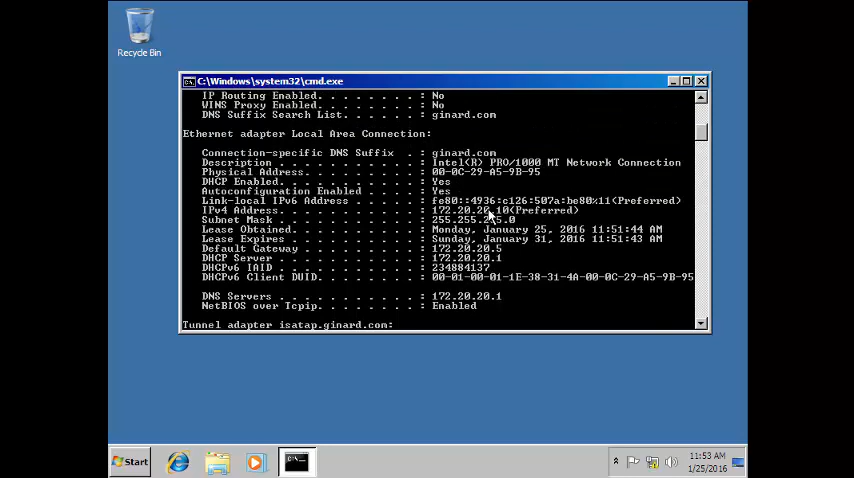 Recycle Bin
C:\Windows\system32\cmd.exe
IP Routing Enabled. . . . . . . . : No
WINS Proxy Enabled. . . . . . . . : No
DNS Suffix Search List. . . . . . : ginard.com
Ethernet adapter Local Area Connection:
Connection-specific DNS Suffix  . : ginard.com
Description . . . . . . . . . . . : Intel(R) PRO/1000 MT Network Connection
Physical Address. . . . . . . . . : 00-0C-29-A5-9B-95
DHCP Enabled. . . . . . . . . . . : Yes
Autoconfiguration Enabled . . . . : Yes
Link-local IPv6 Address . . . . . : fe80::4936:c126:507a:be80%11(Preferred)
IPv4 Address. . . . . . . . . . . : 172.20.20.10(Preferred)
Subnet Mask . . . . . . . . . . . : 255.255.255.0
Lease Obtained. . . . . . . . . . : Monday, January 25, 2016 11:51:44 AM
Lease Expires . . . . . . . . . . : Sunday, January 31, 2016 11:51:43 AM
Default Gateway . . . . . . . . . : 172.20.20.5
DHCP Server . . . . . . . . . . . : 172.20.20.1
DHCPv6 IAID . . . . . . . . . . . : 234884137
DHCPv6 Client DUID. . . . . . . . : 00-01-00-01-1E-38-31-4A-00-0C-29-A5-9B-95
DNS Servers . . . . . . . . . . . : 172.20.20.1
NetBIOS over Tcpip. . . . . . . . : Enabled
Tunnel adapter isatap.ginard.com:
Start
11:53 AM
1/25/2016